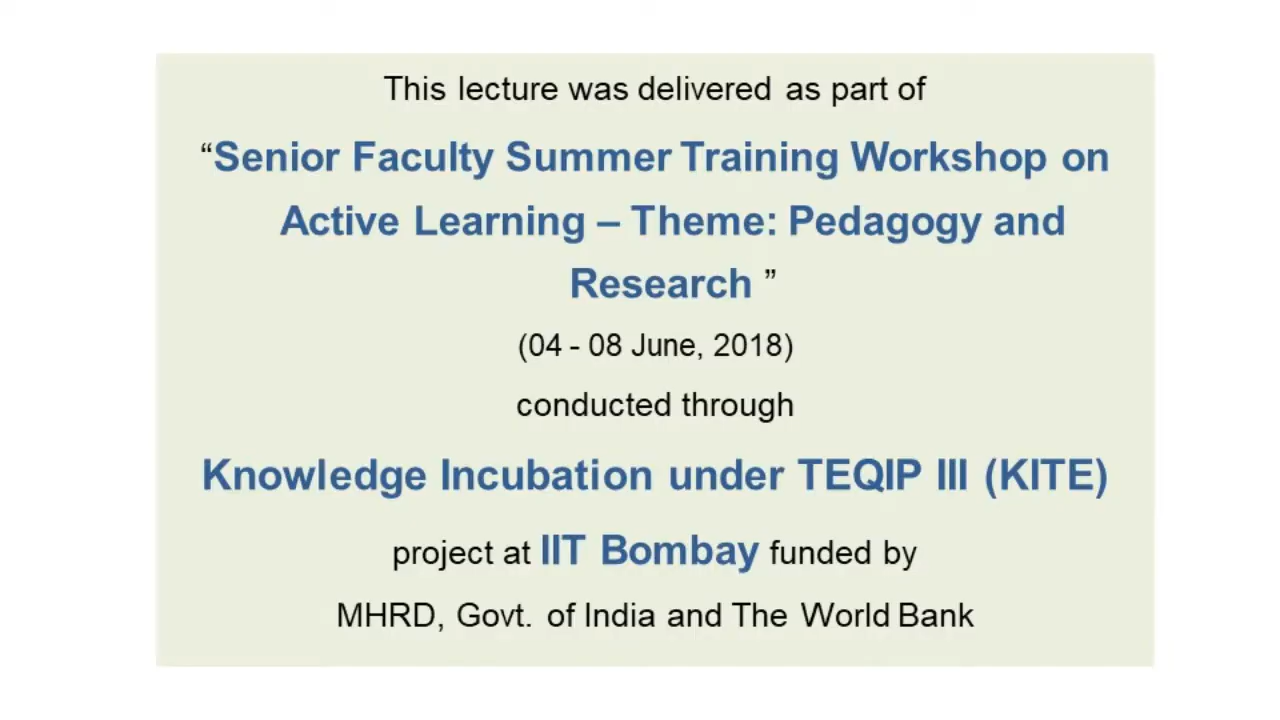 This lecture was delivered as part of
“Senior Faculty Summer Training Workshop on
Active Learning – Theme: Pedagogy and
Research ”
(04 - 08 June, 2018)
conducted through
Knowledge Incubation under TEQIP III (KITE)
project at IIT Bombay funded by
MHRD, Govt. of India and The World Bank